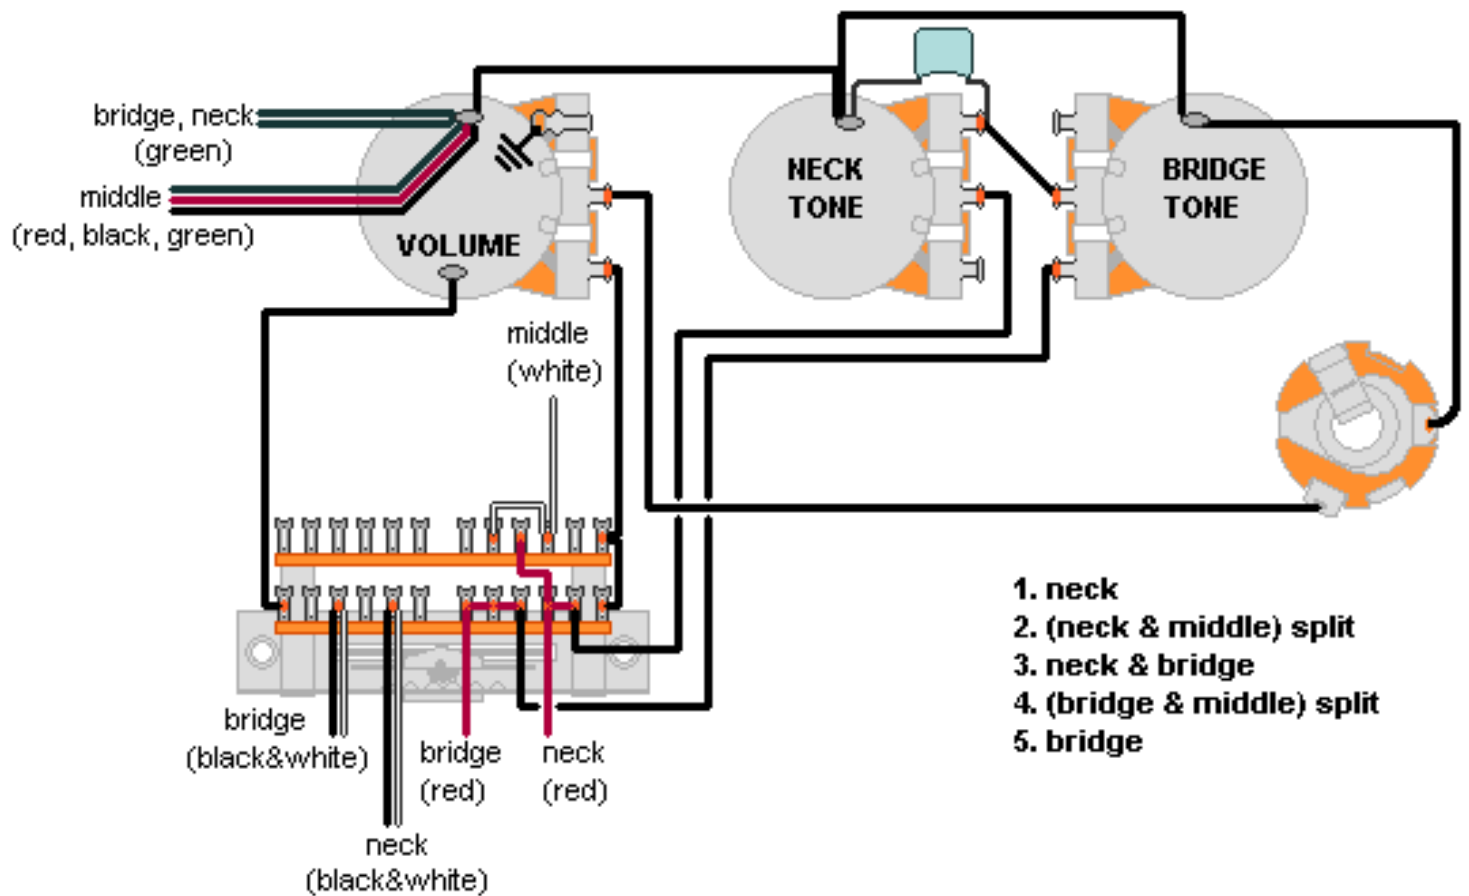 bridge, neck
(green)
middle
(red, black, green)
VOLUME
NECK
TONE
BRIDGE
TONE
middle
(white)
1. neck
2. (neck & middle) split
3. neck & bridge
4. (bridge & middle) split
5. bridge
bridge
(black&white)
bridge
(red)
neck
(red)
neck
(black&white)